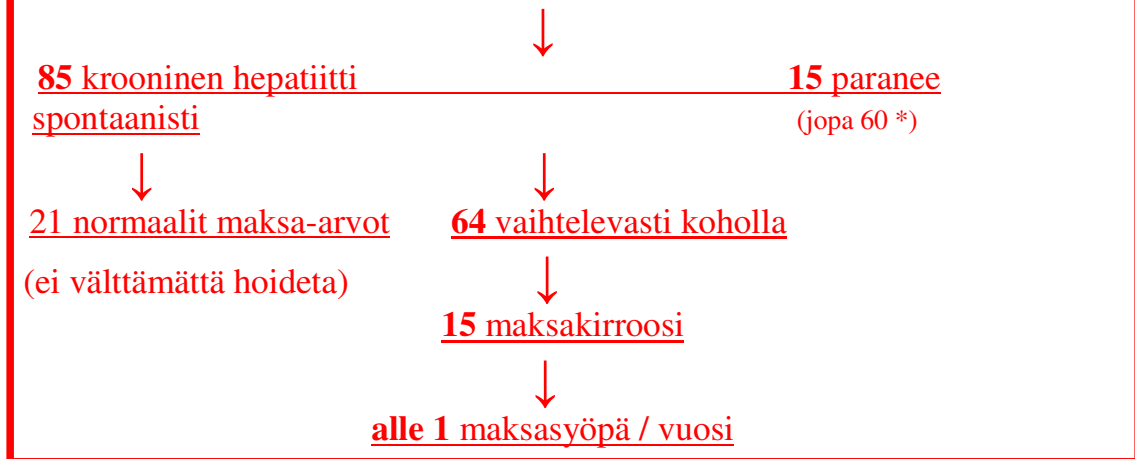 85 krooninen hepatiitti 15 paranee
spontaanisti (jopa 60 *)
21 normaalit maksa-arvot 64 vaihtelevasti koholla
(ei välttämättä hoideta)
15 maksakirroosi
alle 1 maksasyöpä / vuosi